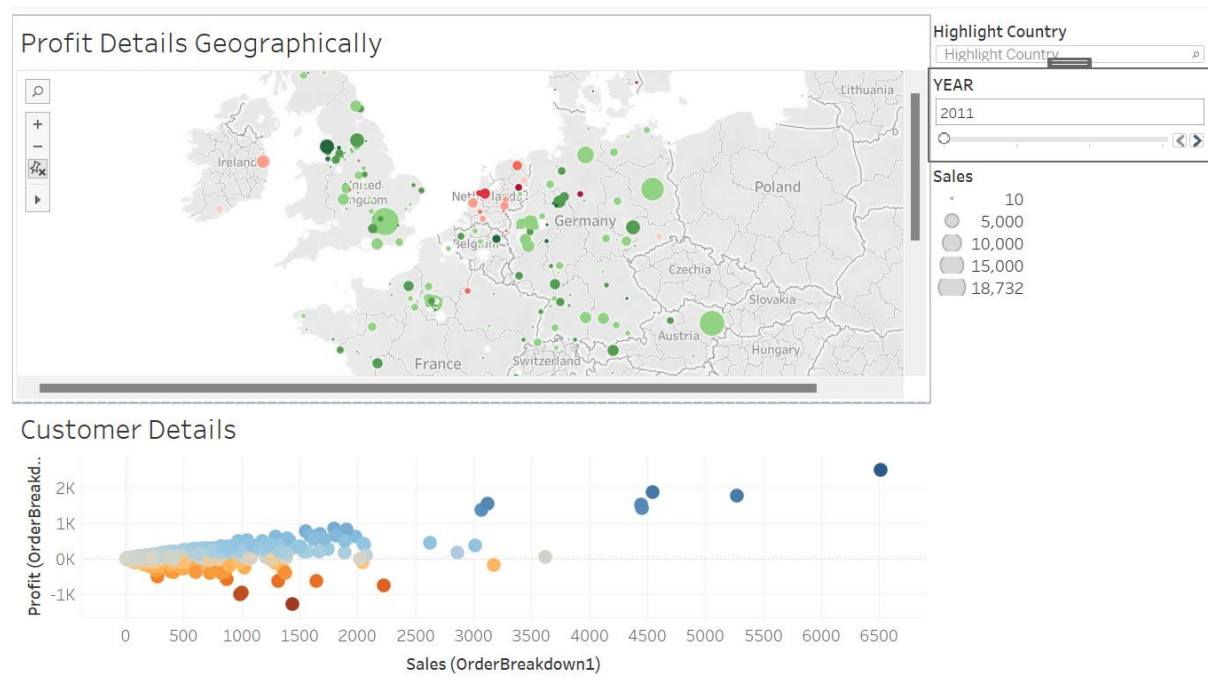 Profit Details Geographically
Highlight Country
Highlight Country
YEAR
2011
Sales
10
5,000
10,000
15,000
18,732
Lithuania
Ireland
United
Kingdom
Netherlands
Poland
Germany
Belgium
Czechia
Slovakia
Austria
Hungary
France
Switzerland
Customer Details
Profit (OrderBreakd..
2K
1K
0K
-1K
0 500 1000 1500 2000 2500 3000 3500 4000 4500 5000 5500 6000 6500
Sales (OrderBreakdown1)